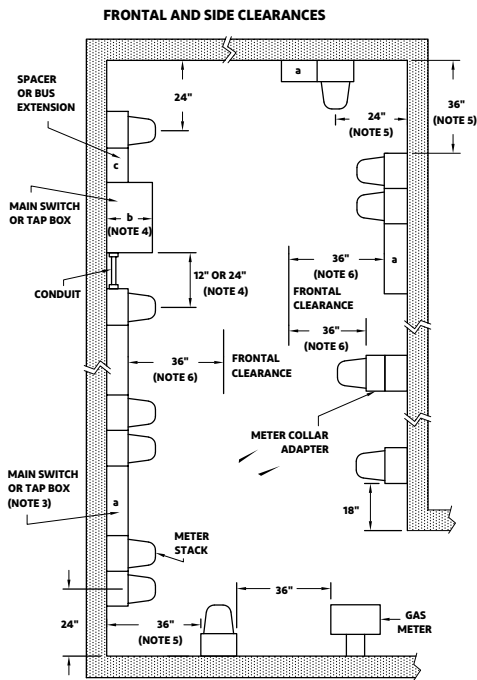 FRONTAL AND SIDE CLEARANCES
a
SPACER
OR BUS
EXTENSION
24"
24"
(NOTE 5)
36"
(NOTE 5)
c
MAIN SWITCH
OR TAP BOX
b
(NOTE 4)
36"
(NOTE 6)
a
12" OR 24"
(NOTE 4)
CONDUIT
FRONTAL
CLEARANCE
36"
(NOTE 6)
36"
(NOTE 6)
FRONTAL
CLEARANCE
METER COLLAR
ADAPTER
MAIN SWITCH
OR TAP BOX
(NOTE 3)
a
18"
METER
STACK
36"
24"
36"
(NOTE 5)
GAS
METER